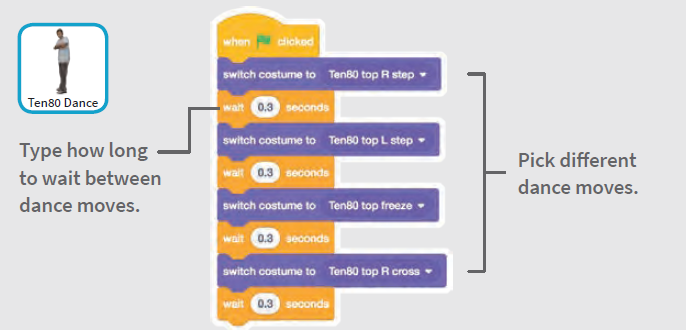 Ten80 Dance
Type how long
to wait between
dance moves.
when clicked
switch costume to Ten80 top R step
wait 0.3 seconds
switch costume to Ten80 top L step
wait 0.3 seconds
switch costume to Ten80 top freeze
wait 0.3 seconds
switch costume to Ten80 top R cross
wait 0.3 seconds
Pick different
dance moves.